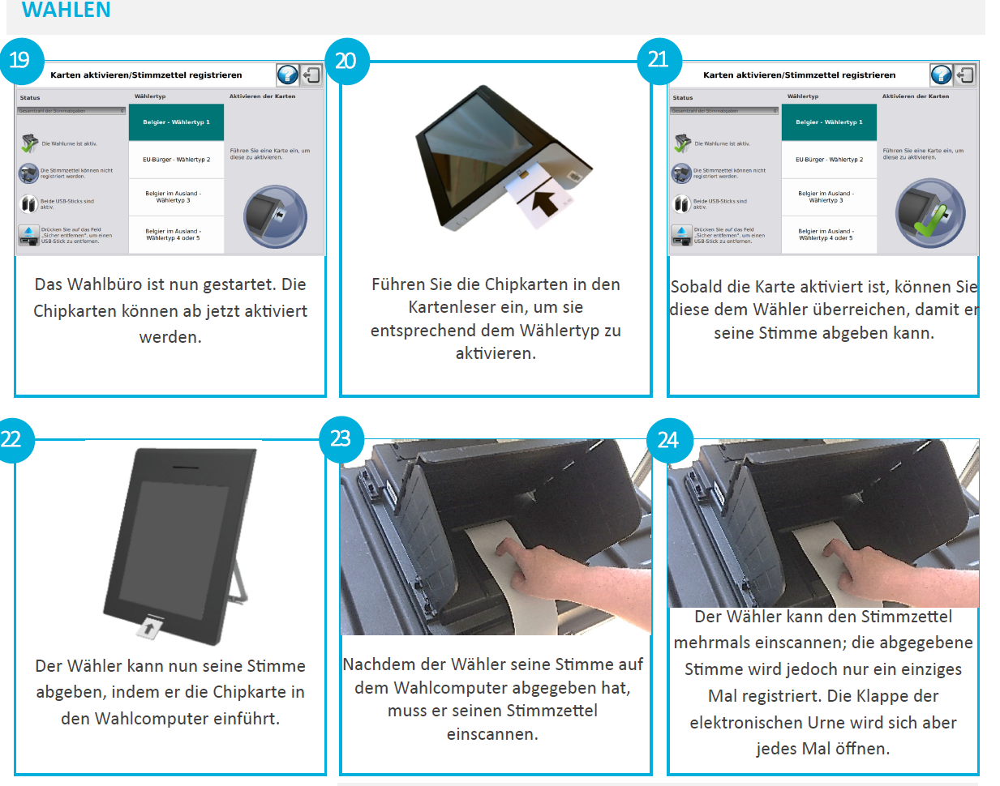 WÄHLEN
19
Karten aktivieren/Stimmzettel registrieren
Status
Wählertyp
Aktivieren der Karten
Gesamtzahl der Stimmabgaben 0
Belgier - Wählertyp 1
Die Wahlurne ist aktiv.
EU-Bürger - Wählertyp 2
Führen Sie eine Karte ein, um
diese zu aktivieren.
Die Stimmzettel können nicht
registriert werden.
Belgier im Ausland -
Wählertyp 3
Beide USB-Sticks sind
aktiv.
Belgier im Ausland -
Wählertyp 4 oder 5
Drücken Sie auf das Feld
„Sicher entfernen“, um einen
USB-Stick zu entfernen.
Das Wahlbüro ist nun gestartet. Die
Chipkarten können ab jetzt aktiviert
werden.
20
Führen Sie die Chipkarten in den
Kartenleser ein, um sie
entsprechend dem Wählertyp zu
aktivieren.
21
Karten aktivieren/Stimmzettel registrieren
Status
Wählertyp
Aktivieren der Karten
Gesamtzahl der Stimmabgaben 0
Belgier - Wählertyp 1
Die Wahlurne ist aktiv.
EU-Bürger - Wählertyp 2
Führen Sie eine Karte ein, um
diese zu aktivieren.
Die Stimmzettel können nicht
registriert werden.
Belgier im Ausland -
Wählertyp 3
Beide USB-Sticks sind
aktiv.
Belgier im Ausland -
Wählertyp 4 oder 5
Drücken Sie auf das Feld
„Sicher entfernen“, um einen
USB-Stick zu entfernen.
Sobald die Karte aktiviert ist, können Sie
diese dem Wähler überreichen, damit er
seine Stimme abgeben kann.
22
Der Wähler kann nun seine Stimme
abgeben, indem er die Chipkarte in
den Wahlcomputer einführt.
23
Nachdem der Wähler seine Stimme auf
dem Wahlcomputer abgegeben hat,
muss er seinen Stimmzettel
einscannen.
24
Der Wähler kann den Stimmzettel
mehrmals einscannen; die abgegebene
Stimme wird jedoch nur ein einziges
Mal registriert. Die Klappe der
elektronischen Urne wird sich aber
jedes Mal öffnen.